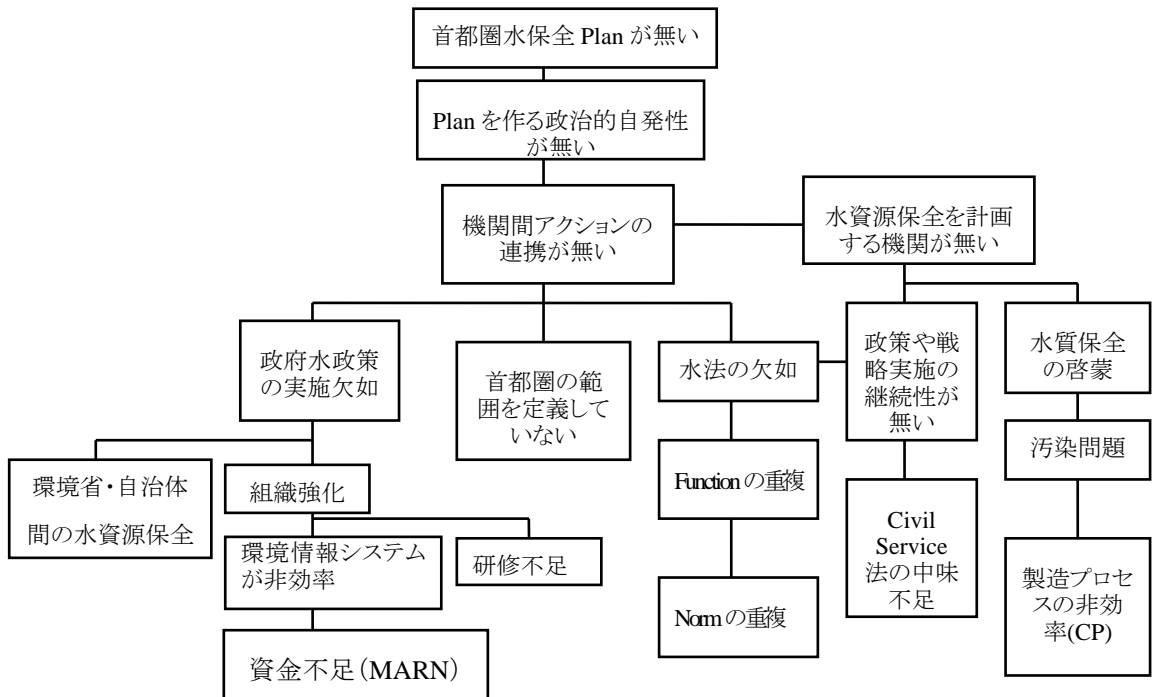 首都圏水保全 Plan が無い
Plan を作る政治的自発性
が無い
機関間アクションの
連携が無い
水資源保全を計画
する機関が無い
政府水政策
の実施欠如
首都圏の範
囲を定義して
いない
水法の欠如
政策や戦
略実施の
継続性が
無い
水質保全
の啓蒙
環境省・自治体
間の水資源保全
組織強化
Function の重複
汚染問題
環境情報システム
が非効率
研修不足
Civil
Service
法の中味
不足
製造プロセ
スの非効
率(CP)
Norm の重複
資金不足（MARN）